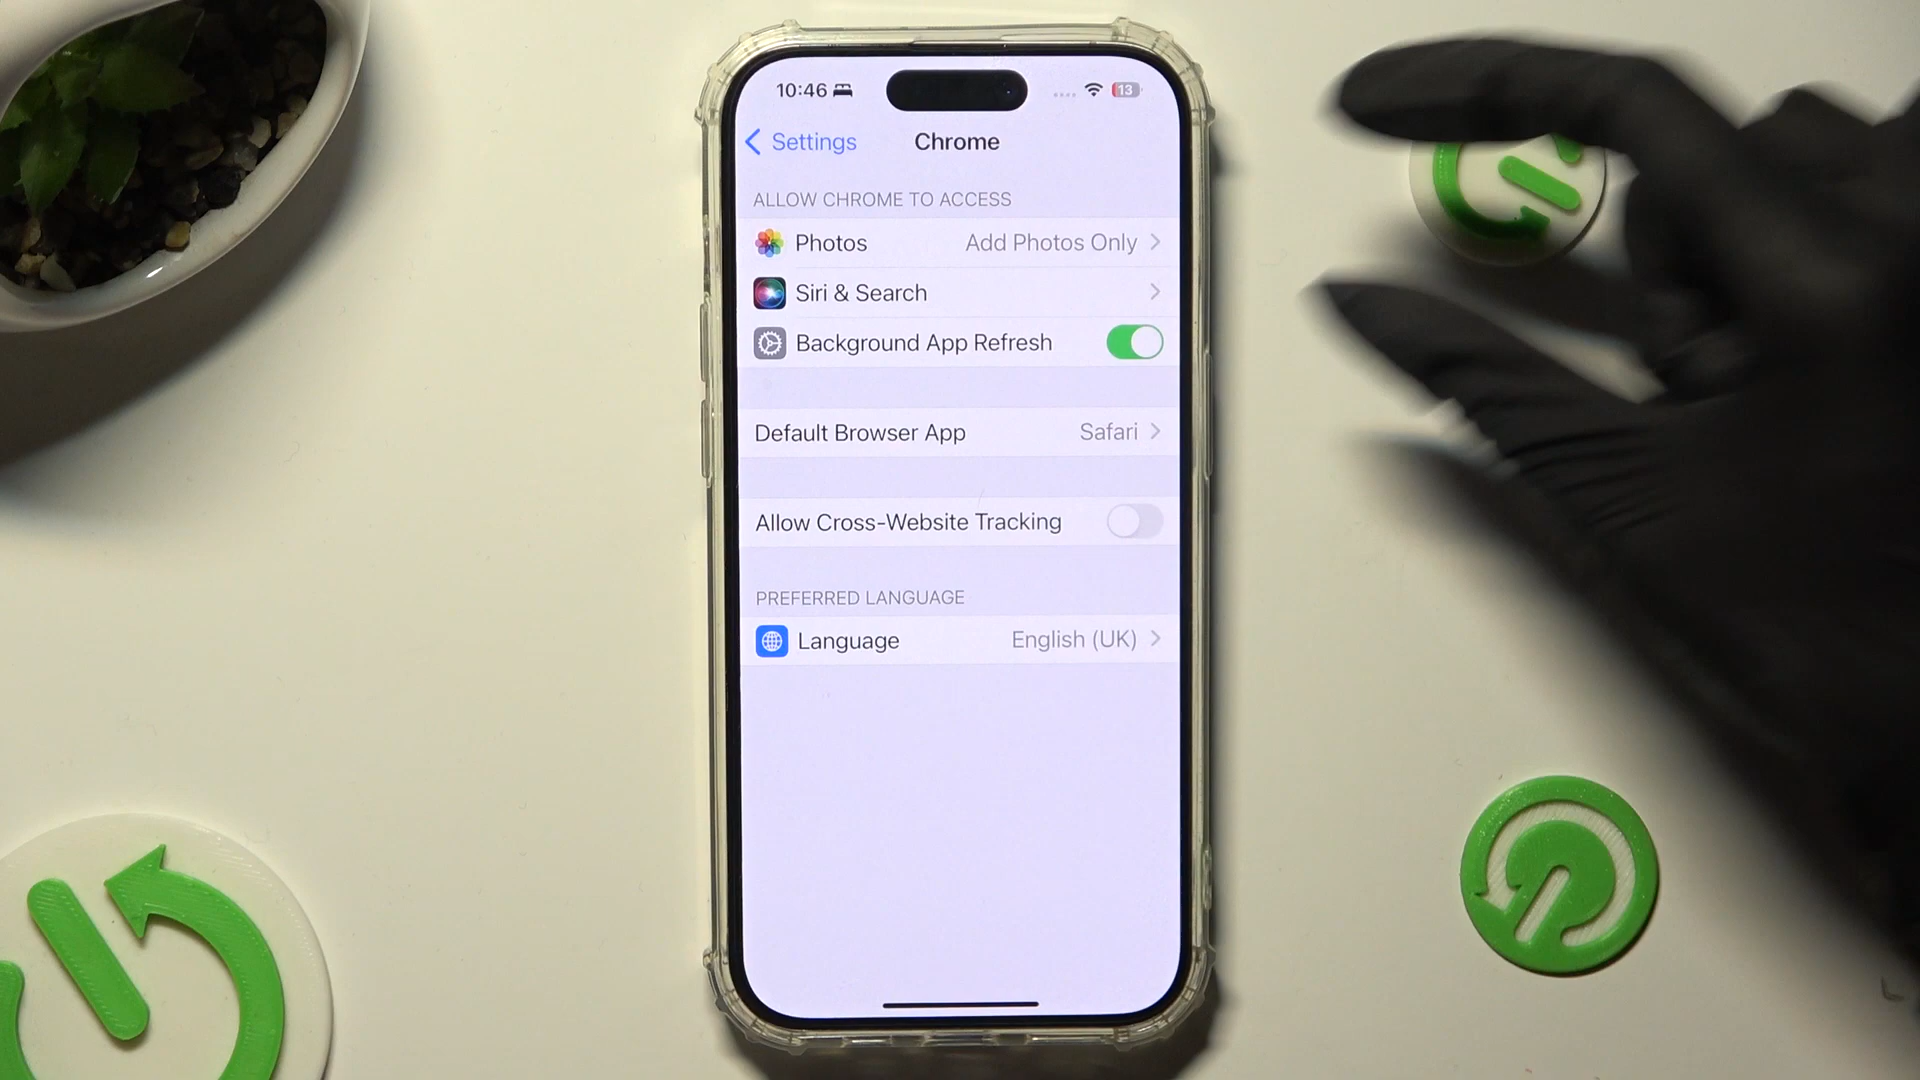 10:46
13
Settings
Chrome
ALLOW CHROME TO ACCESS
Photos Add Photos Only
Siri & Search
Background App Refresh
Default Browser App Safari
Allow Cross-Website Tracking
PREFERRED LANGUAGE
Language English (UK)